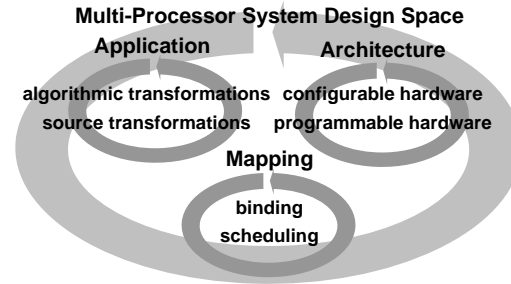 Multi-Processor System Design Space
Application
algorithmic transformations
source transformations
Architecture
configurable hardware
programmable hardware
Mapping
binding
scheduling